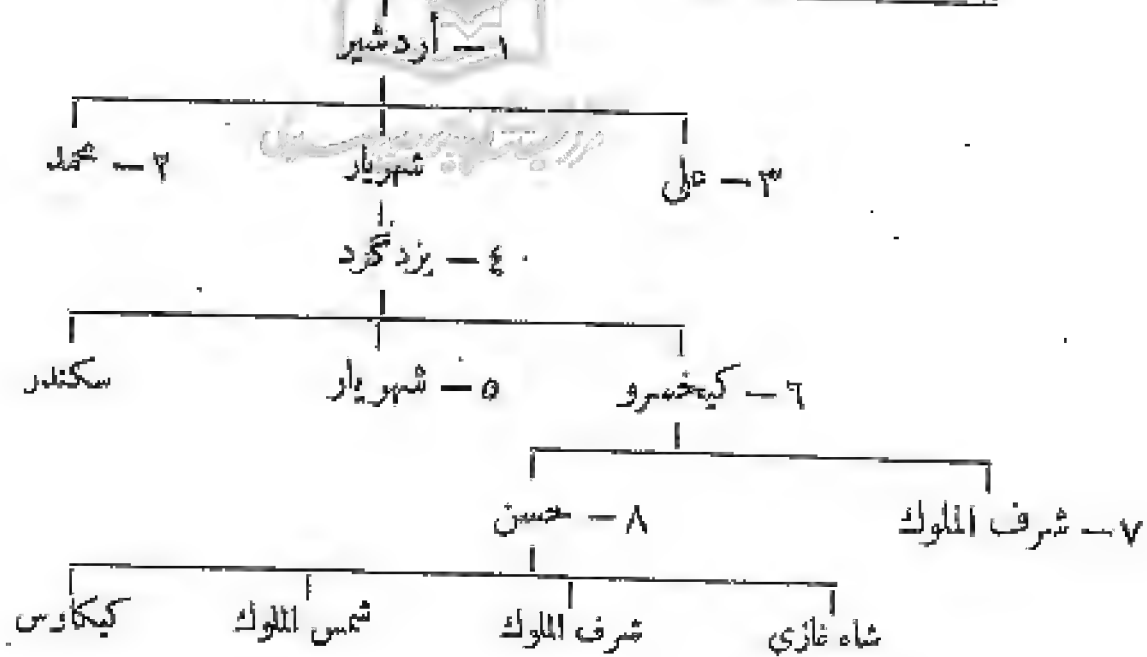 ١ — أردشير
٣ — علي شهريار ٢ — محمد
٤ — يزدگرد
٦ — كيخسرو ٥ — شهريار سكندر
٧ — شرف الملوك ٨ — حسن
شاه غازي شرف الملوك شمس الملوك كيكاوس